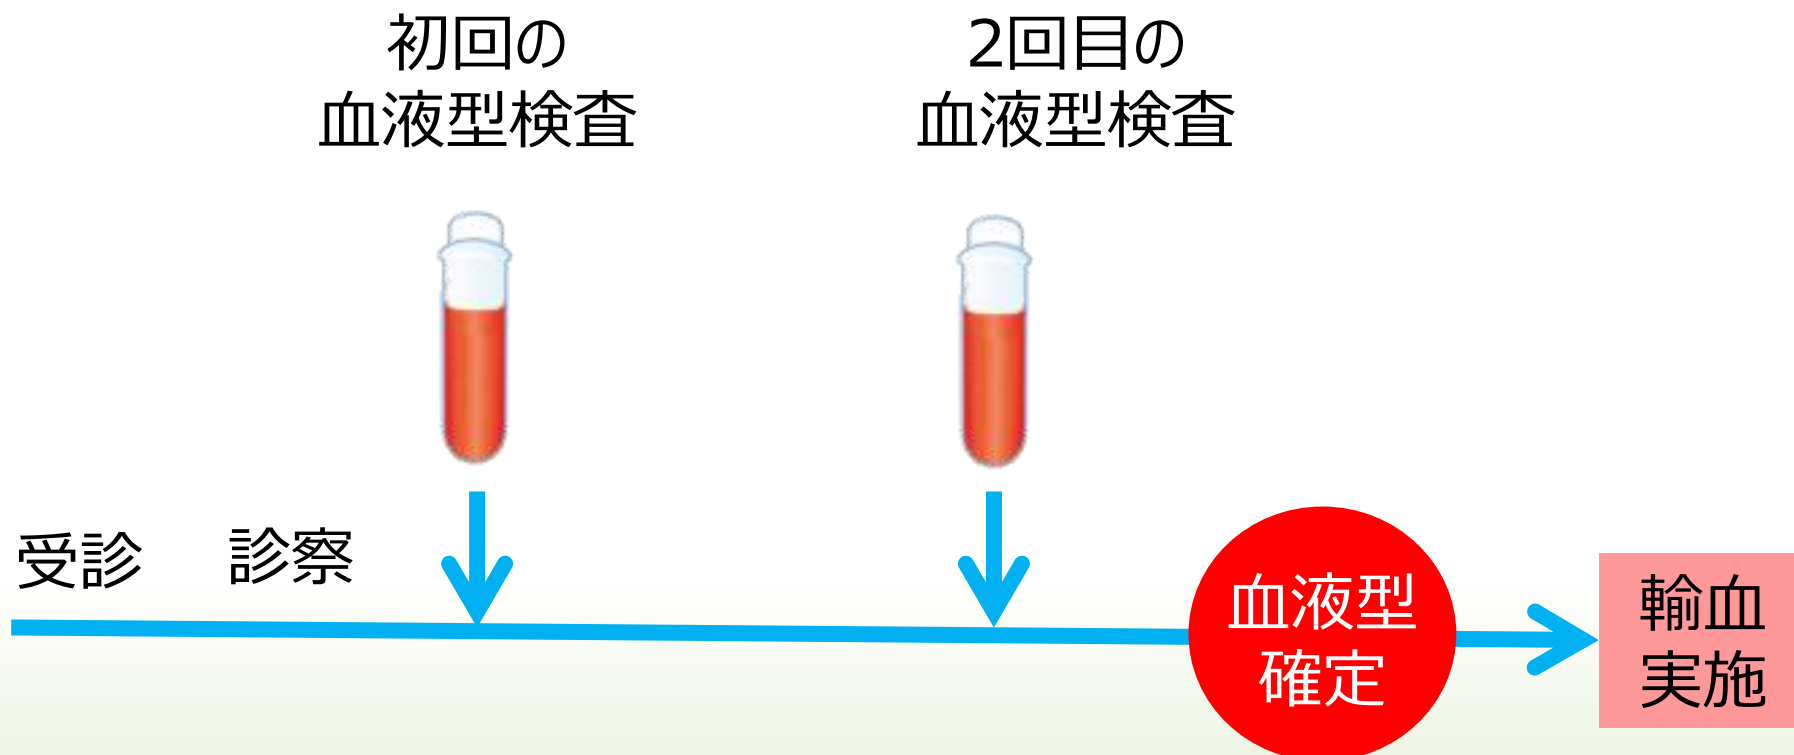 初回の
血液型検査
2回目の
血液型検査
受診
診察
血液型
確定
輸血
実施